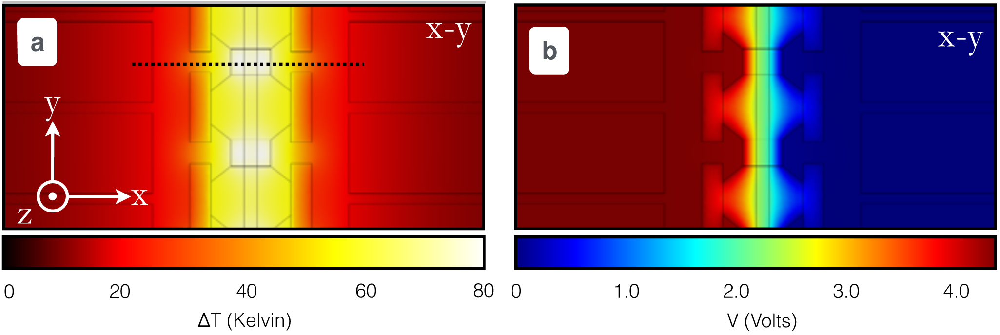 a
x-y
y
x
z
0 20 40 60 80
ΔT (Kelvin)
b
x-y
0 1.0 2.0 3.0 4.0
V (Volts)